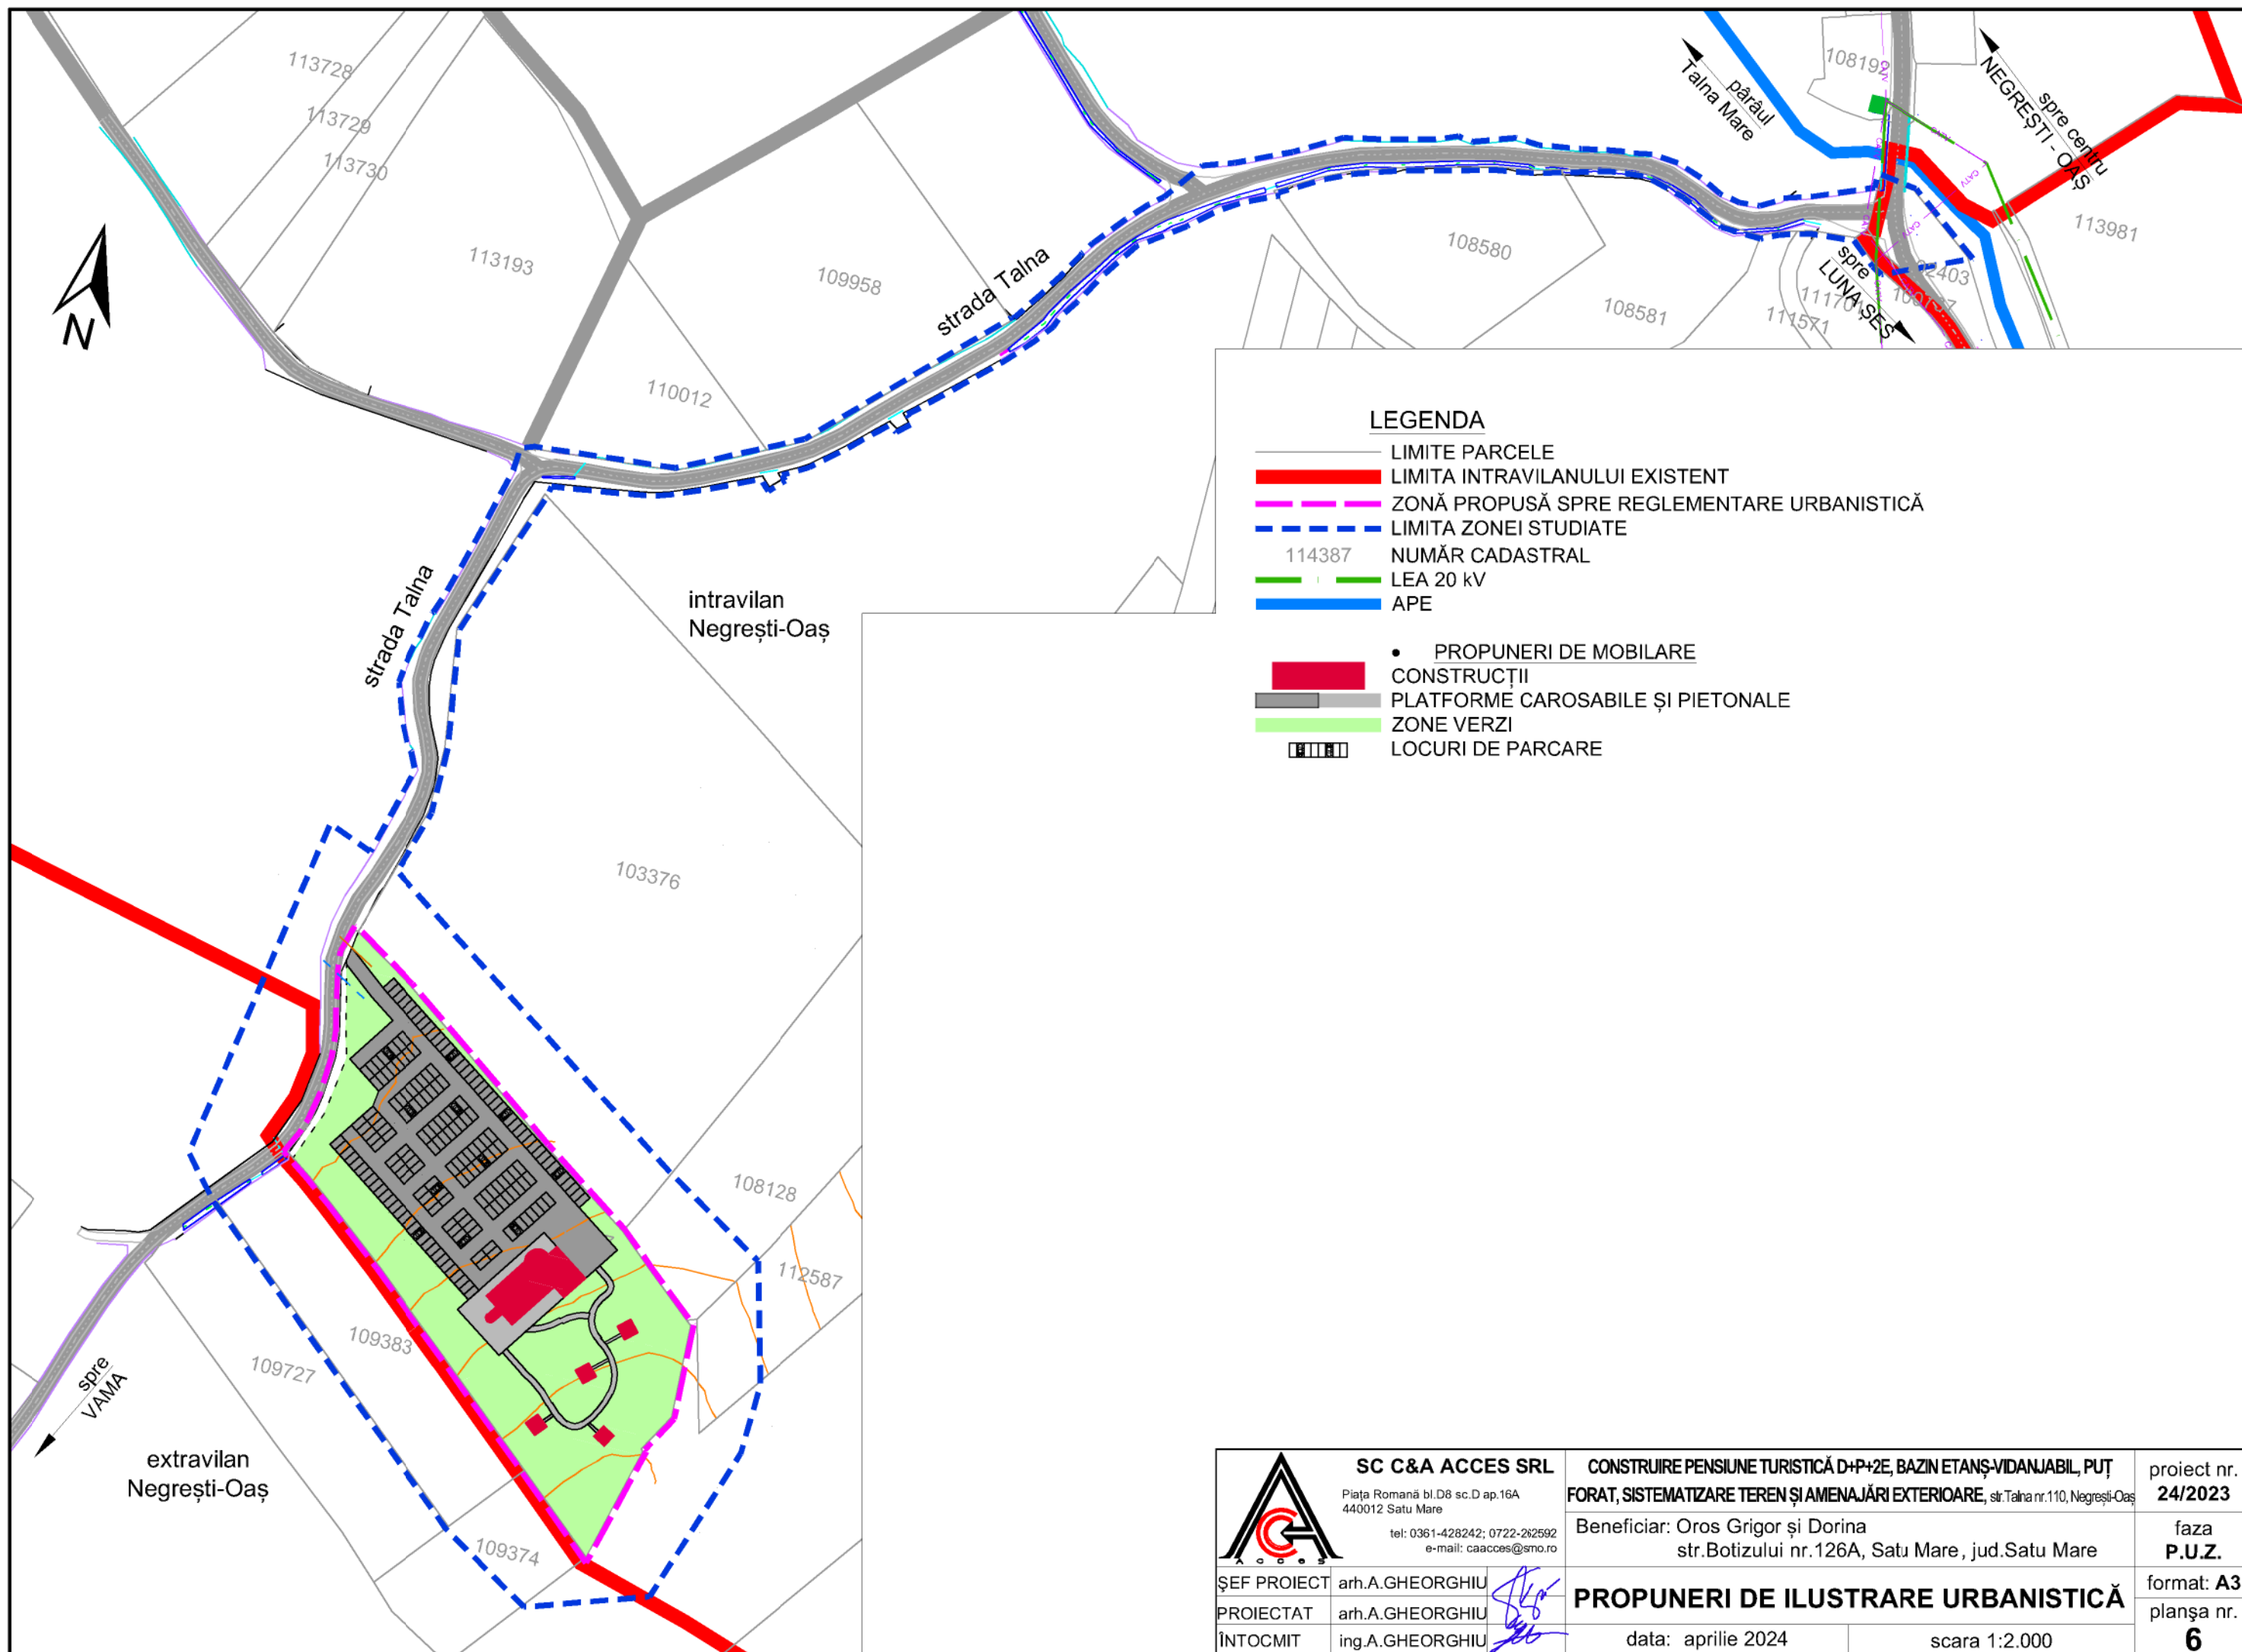 113728
113729
113730
113193
109958
110012
108580
108581
108192
113981
111571
pârâul
Talna Mare
spre centru
NEGREȘTI - OAȘ
spre
LUNA ȘES
CATV
CATV
CATV
strada Talna
strada Talna
N
intravilan
Negrești-Oaș
103376
108128
112587
109383
109727
109374
spre
VAMA
extravilan
Negrești-Oaș
LEGENDA
LIMITE PARCELE
LIMITA INTRAVILANULUI EXISTENT
ZONĂ PROPUSĂ SPRE REGLEMENTARE URBANISTICĂ
LIMITA ZONEI STUDIATE
114387 NUMĂR CADASTRAL
LEA 20 kV
APE
• PROPUNERI DE MOBILARE
CONSTRUCȚII
PLATFORME CAROSABILE ȘI PIETONALE
ZONE VERZI
LOCURI DE PARCARE
ACCES
SC C&A ACCES SRL
Piața Romană bl.D8 sc.D ap.16A
440012 Satu Mare
tel: 0361-428242; 0722-262592
e-mail: caacces@smo.ro
CONSTRUIRE PENSIUNE TURISTICĂ D+P+2E, BAZIN ETANȘ-VIDANJABIL, PUȚ
FORAT, SISTEMATIZARE TEREN ȘI AMENAJĂRI EXTERIOARE, str.Talna nr.110, Negrești-Oaș
proiect nr.
24/2023
Beneficiar: Oros Grigor și Dorina
str.Botizului nr.126A, Satu Mare, jud.Satu Mare
faza
P.U.Z.
ŞEF PROIECT arh.A.GHEORGHIU
PROIECTAT arh.A.GHEORGHIU
ÎNTOCMIT ing.A.GHEORGHIU
PROPUNERI DE ILUSTRARE URBANISTICĂ
format: A3
planşa nr.
6
data: aprilie 2024
scara 1:2.000